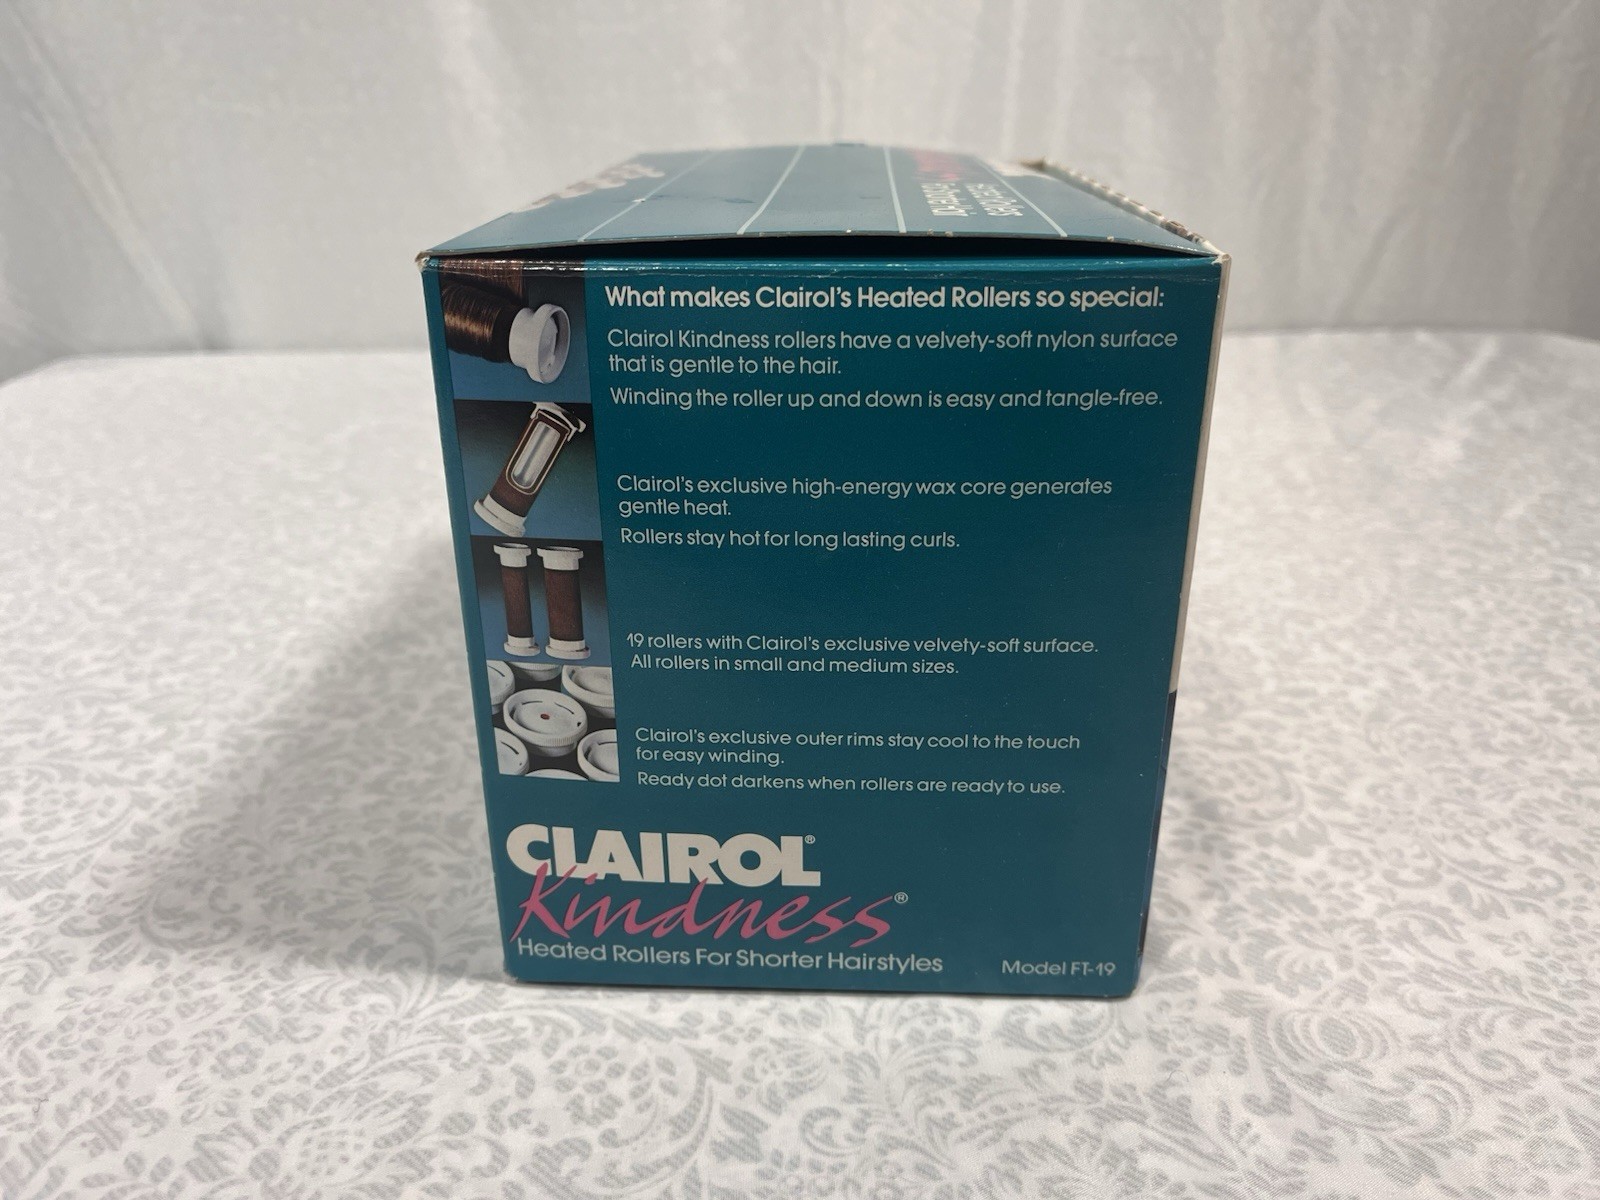 What makes Clairol's Heated Rollers so special:
Clairol Kindness rollers have a velvety-soft nylon surface
that is gentle to the hair.
Winding the roller up and down is easy and tangle-free.
Clairol's exclusive high-energy wax core generates
gentle heat.
Rollers stay hot for long lasting curls.
19 rollers with Clairol's exclusive velvety-soft surface.
All rollers in small and medium sizes.
Clairol's exclusive outer rims stay cool to the touch
for easy winding.
Ready dot darkens when rollers are ready to use.
CLAIROL®
Kindness®
Heated Rollers For Shorter Hairstyles
Model FT-19